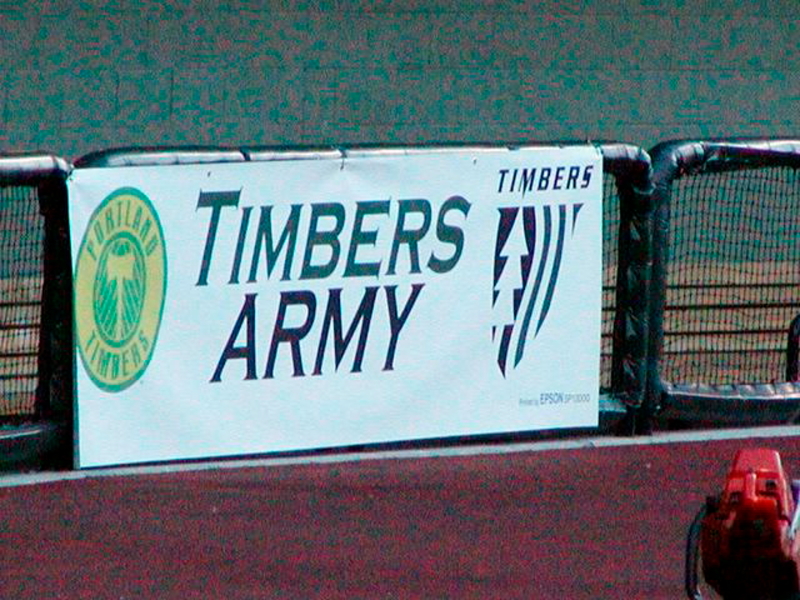 PORTLAND
TIMBERS
TIMBERS
ARMY
TIMBERS
Printed by EPSON SP10000